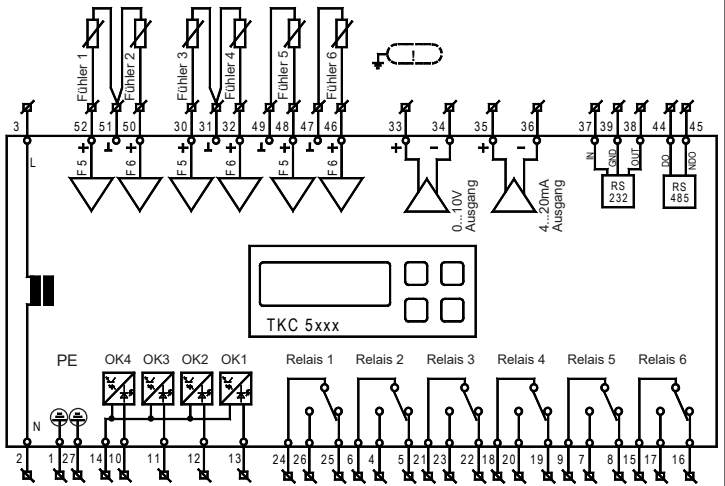 Fühler 1
Fühler 2
Fühler 3
Fühler 4
Fühler 5
Fühler 6
!
3 52 51 50 30 31 32 49 48 47 46 33 34 35 36 37 39 38 44 45
L + ⊥ + + ⊥ + ⊥ + ⊥ + + - + -
F 5 F 6 F 5 F 6 F 5 F 6
0...10V
Ausgang
4...20mA
Ausgang
IN GND OUT DO NDO
RS
232
RS
485
TKC 5xxx
PE OK4 OK3 OK2 OK1 Relais 1 Relais 2 Relais 3 Relais 4 Relais 5 Relais 6
N
2 1 27 14 10 11 12 13 24 26 25 6 4 5 21 23 22 18 20 19 9 7 8 15 17 16